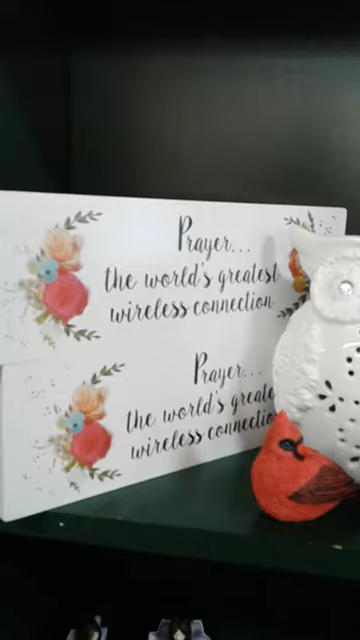 Prayer...
the world's greatest
wireless connection
Prayer...
the world's greate
wireless connectio